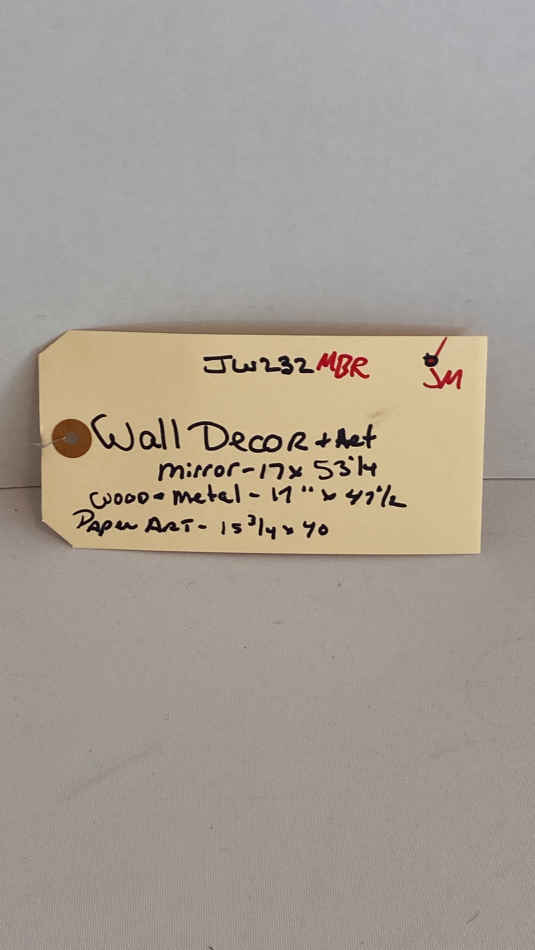 JW232 MBR
JM
Wall Decor + Art
mirror - 17 x 53 1/4
wood + metal - 17" x 47 1/2
Paper Art - 15 3/4 x 40